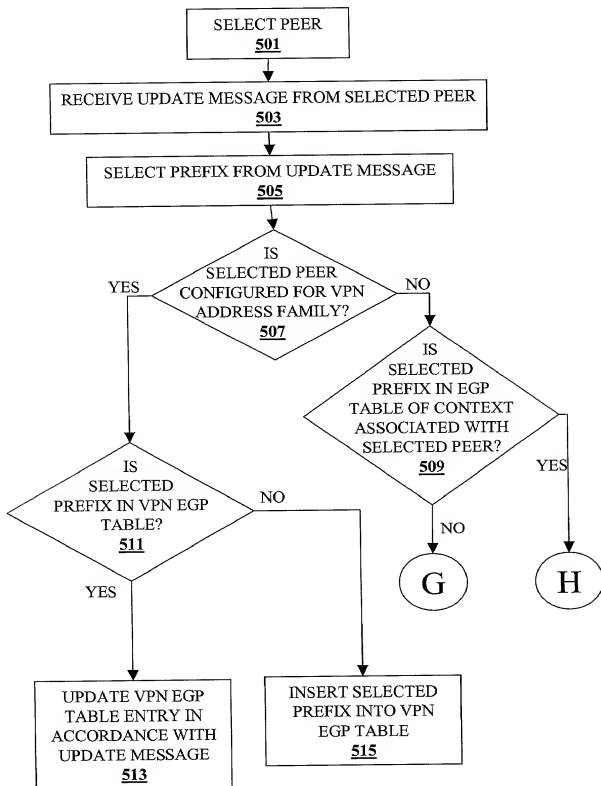 SELECT PEER
501
RECEIVE UPDATE MESSAGE FROM SELECTED PEER
503
SELECT PREFIX FROM UPDATE MESSAGE
505
IS
SELECTED PEER
CONFIGURED FOR VPN
ADDRESS FAMILY?
507
YES
NO
IS
SELECTED
PREFIX IN EGP
TABLE OF CONTEXT
ASSOCIATED WITH
SELECTED PEER?
509
YES
NO
G
H
IS
SELECTED
PREFIX IN VPN EGP
TABLE?
511
NO
YES
UPDATE VPN EGP
TABLE ENTRY IN
ACCORDANCE WITH
UPDATE MESSAGE
513
INSERT SELECTED
PREFIX INTO VPN
EGP TABLE
515